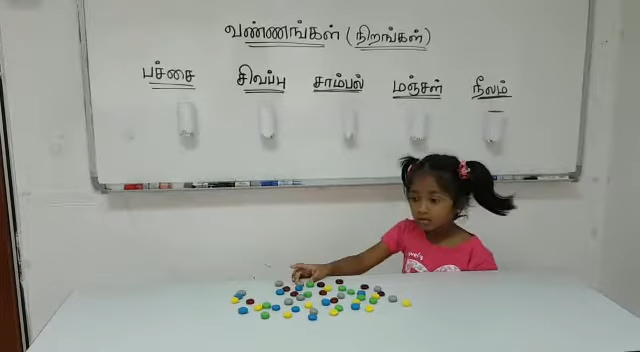 வண்ணங்கள் (நிறங்கள்)
பச்சை சிவப்பு சாம்பல் மஞ்சள் நீலம்